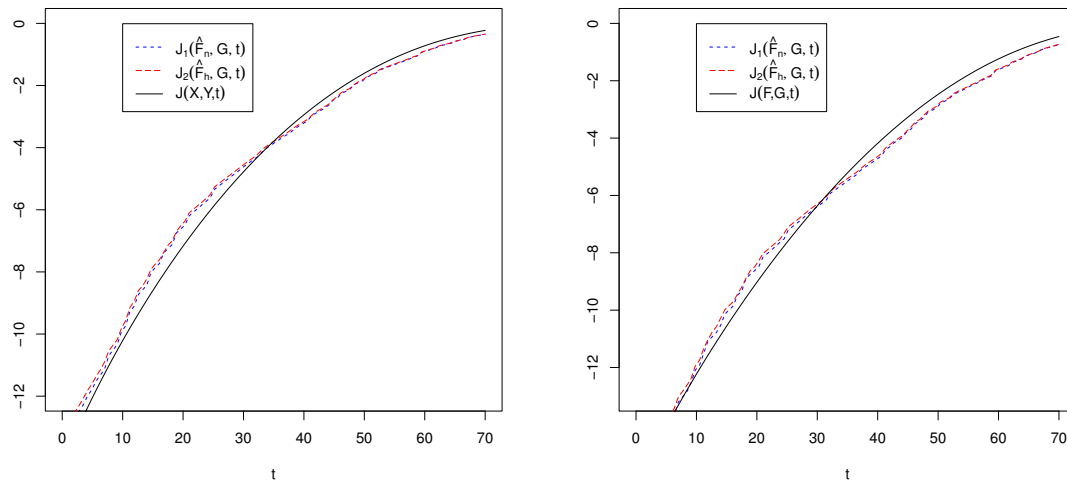 0
−2
−4
−6
−8
−10
−12
J₁(F̂ₙ, G, t)
J₂(F̂ₕ, G, t)
J(X,Y,t)
0 10 20 30 40 50 60 70
t
0
−2
−4
−6
−8
−10
−12
J₁(F̂ₙ, G, t)
J₂(F̂ₕ, G, t)
J(F,G,t)
0 10 20 30 40 50 60 70
t